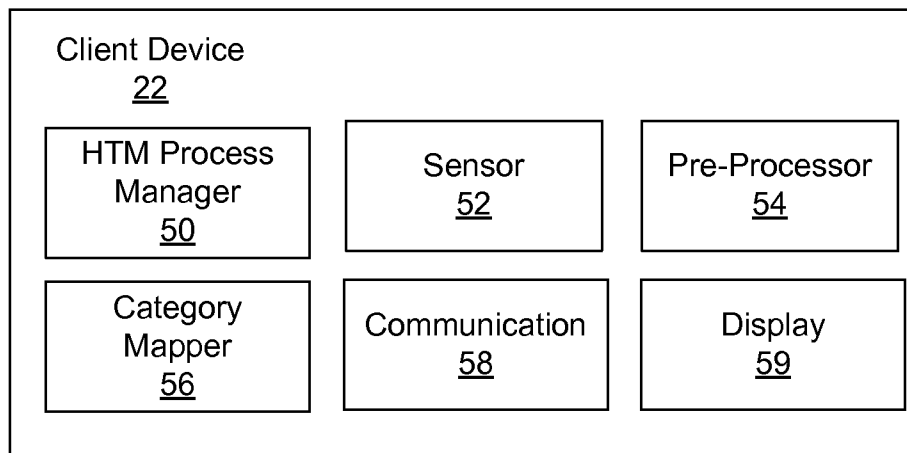 Client Device
22
HTM Process
Manager
50
Sensor
52
Pre-Processor
54
Category
Mapper
56
Communication
58
Display
59